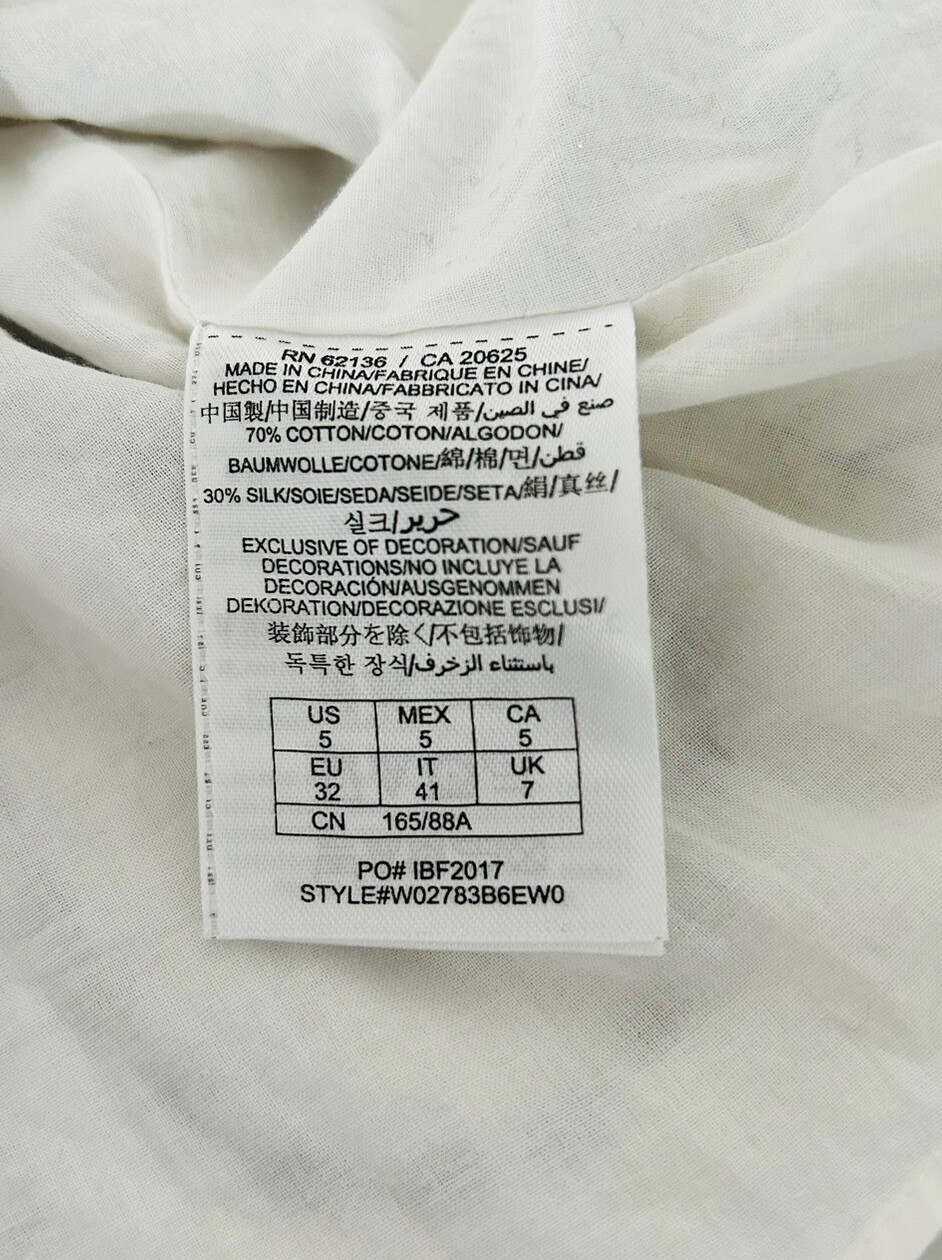 RN 62136 / CA 20625
MADE IN CHINA/FABRIQUE EN CHINE/
HECHO EN CHINA/FABBRICATO IN CINA/
中国製/中国制造/중국 제품/صنع في الصين
70% COTTON/COTON/ALGODON/
BAUMWOLLE/COTONE/綿/棉/면/قطن
30% SILK/SOIE/SEDA/SEIDE/SETA/絹/真丝/
실크/حرير
EXCLUSIVE OF DECORATION/SAUF
DECORATIONS/NO INCLUYE LA
DECORACIÓN/AUSGENOMMEN
DEKORATION/DECORAZIONE ESCLUSI/
装飾部分を除く/不包括饰物/
독특한 장식/باستثناء الزخرف
US MEX CA
5 5 5
EU IT UK
32 41 7
CN 165/88A
PO# IBF2017
STYLE#W02783B6EW0